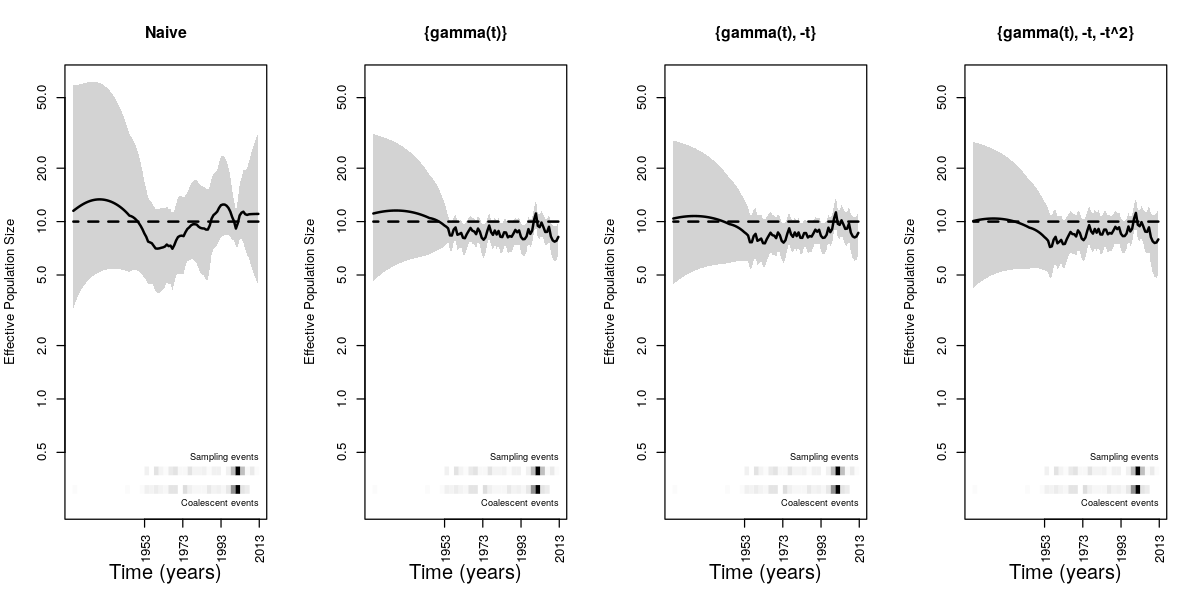 Naive
Effective Population Size
50.0
20.0
10.0
5.0
2.0
1.0
0.5
Sampling events
Coalescent events
1953
1973
1993
2013
Time (years)
{gamma(t)}
Effective Population Size
50.0
20.0
10.0
5.0
2.0
1.0
0.5
Sampling events
Coalescent events
1953
1973
1993
2013
Time (years)
{gamma(t), -t}
Effective Population Size
50.0
20.0
10.0
5.0
2.0
1.0
0.5
Sampling events
Coalescent events
1953
1973
1993
2013
Time (years)
{gamma(t), -t, -t^2}
Effective Population Size
50.0
20.0
10.0
5.0
2.0
1.0
0.5
Sampling events
Coalescent events
1953
1973
1993
2013
Time (years)